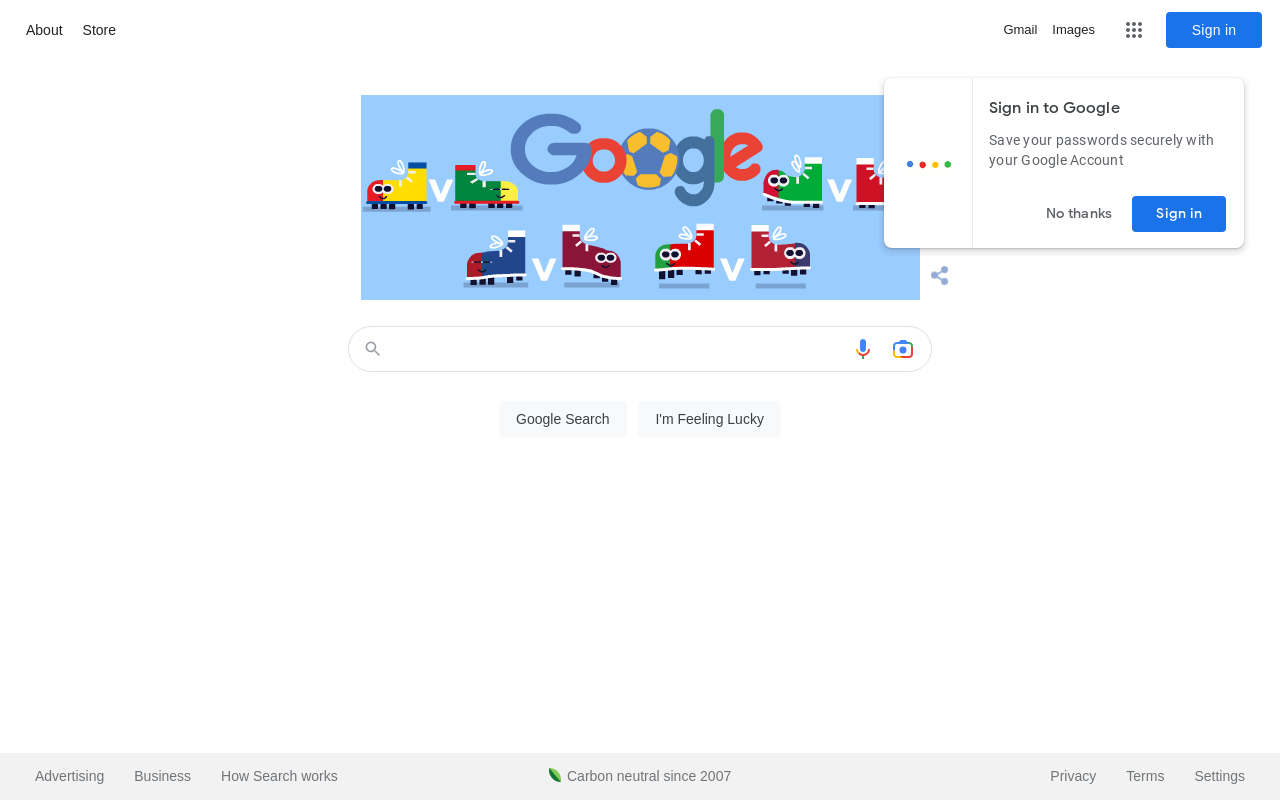 About Store
Gmail Images Sign in
Google
V V
V V
Sign in to Google
Save your passwords securely with
your Google Account
No thanks Sign in
Google Search I'm Feeling Lucky
Advertising Business How Search works
Carbon neutral since 2007
Privacy Terms Settings